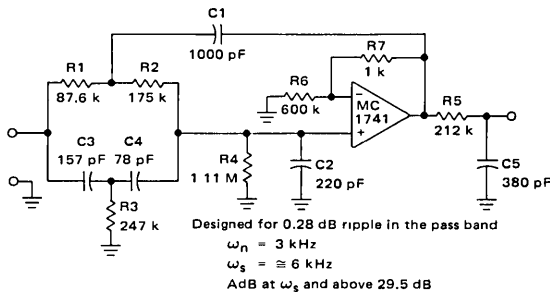 C1
1000 pF
R1
87.6 k
R2
175 k
R7
1 k
R6
600 k
−
MC
1741
+
R5
212 k
C3
157 pF
C4
78 pF
R4
1 11 M
C2
220 pF
C5
380 pF
R3
247 k
Designed for 0.28 dB ripple in the pass band
ωn = 3 kHz
ωs = ≅ 6 kHz
AdB at ωs and above 29.5 dB